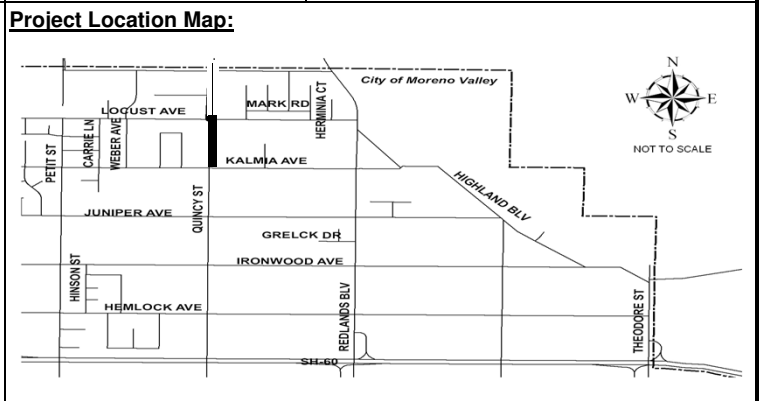 Project Location Map:
City of Moreno Valley
N
W
E
S
NOT TO SCALE
LOCUST AVE
MARK RD
HERMINIA CT
CARRIE LN
WEBER AVE
PETIT ST
KALMIA AVE
HIGHLAND BLV
QUINCY ST
JUNIPER AVE
GRELCK DR
IRONWOOD AVE
HINSON ST
HEMLOCK AVE
REDLANDS BLV
THEODORE ST
SH-60